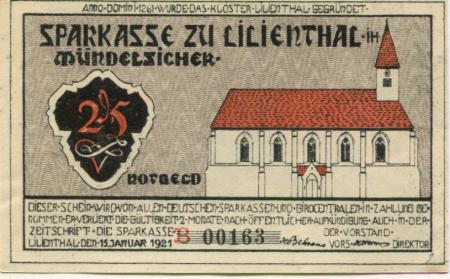 ANNO·DOMINI·1261·WURDE·DAS·KLOSTER·LILIENTHAL·GEGRÜNDET·
SPARKASSE ZU LILIENTHAL·IH
MÜNDELSICHER·
25
NOTGELD
DIESER·SCHEIN·WIRD·VON·ALLEN·DEUTSCHEN·SPARKASSEN·UND·GIROCENTRALEN·IN·ZAHLUNG GE-
NOMMEN·ER·VERLIERT·DIE·GÜLTIGKEIT·2·MONATE·NACH·ÖFFENTLICHER·AUFKÜNDIGUNG·AUCH·IN·DER·
ZEITSCHRIFT·DIE SPARKASSE· DER·VORSTAND·
LILIENTHAL·DEN·15.JANUAR 1921 B 00163 VORS DIREKTOR